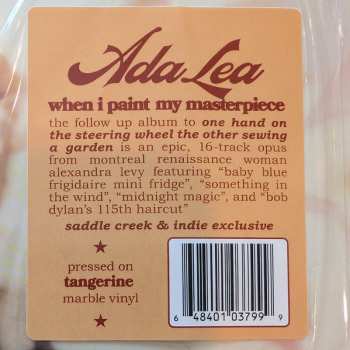 Ada Lea
when i paint my masterpiece
the follow up album to one hand on
the steering wheel the other sewing
a garden is an epic, 16-track opus
from montreal renaissance woman
alexandra levy featuring "baby blue
frigidaire mini fridge", "something in
the wind", "midnight magic", and "bob
dylan's 115th haircut"
saddle creek & indie exclusive
pressed on
tangerine
marble vinyl
6 48401 03799 9